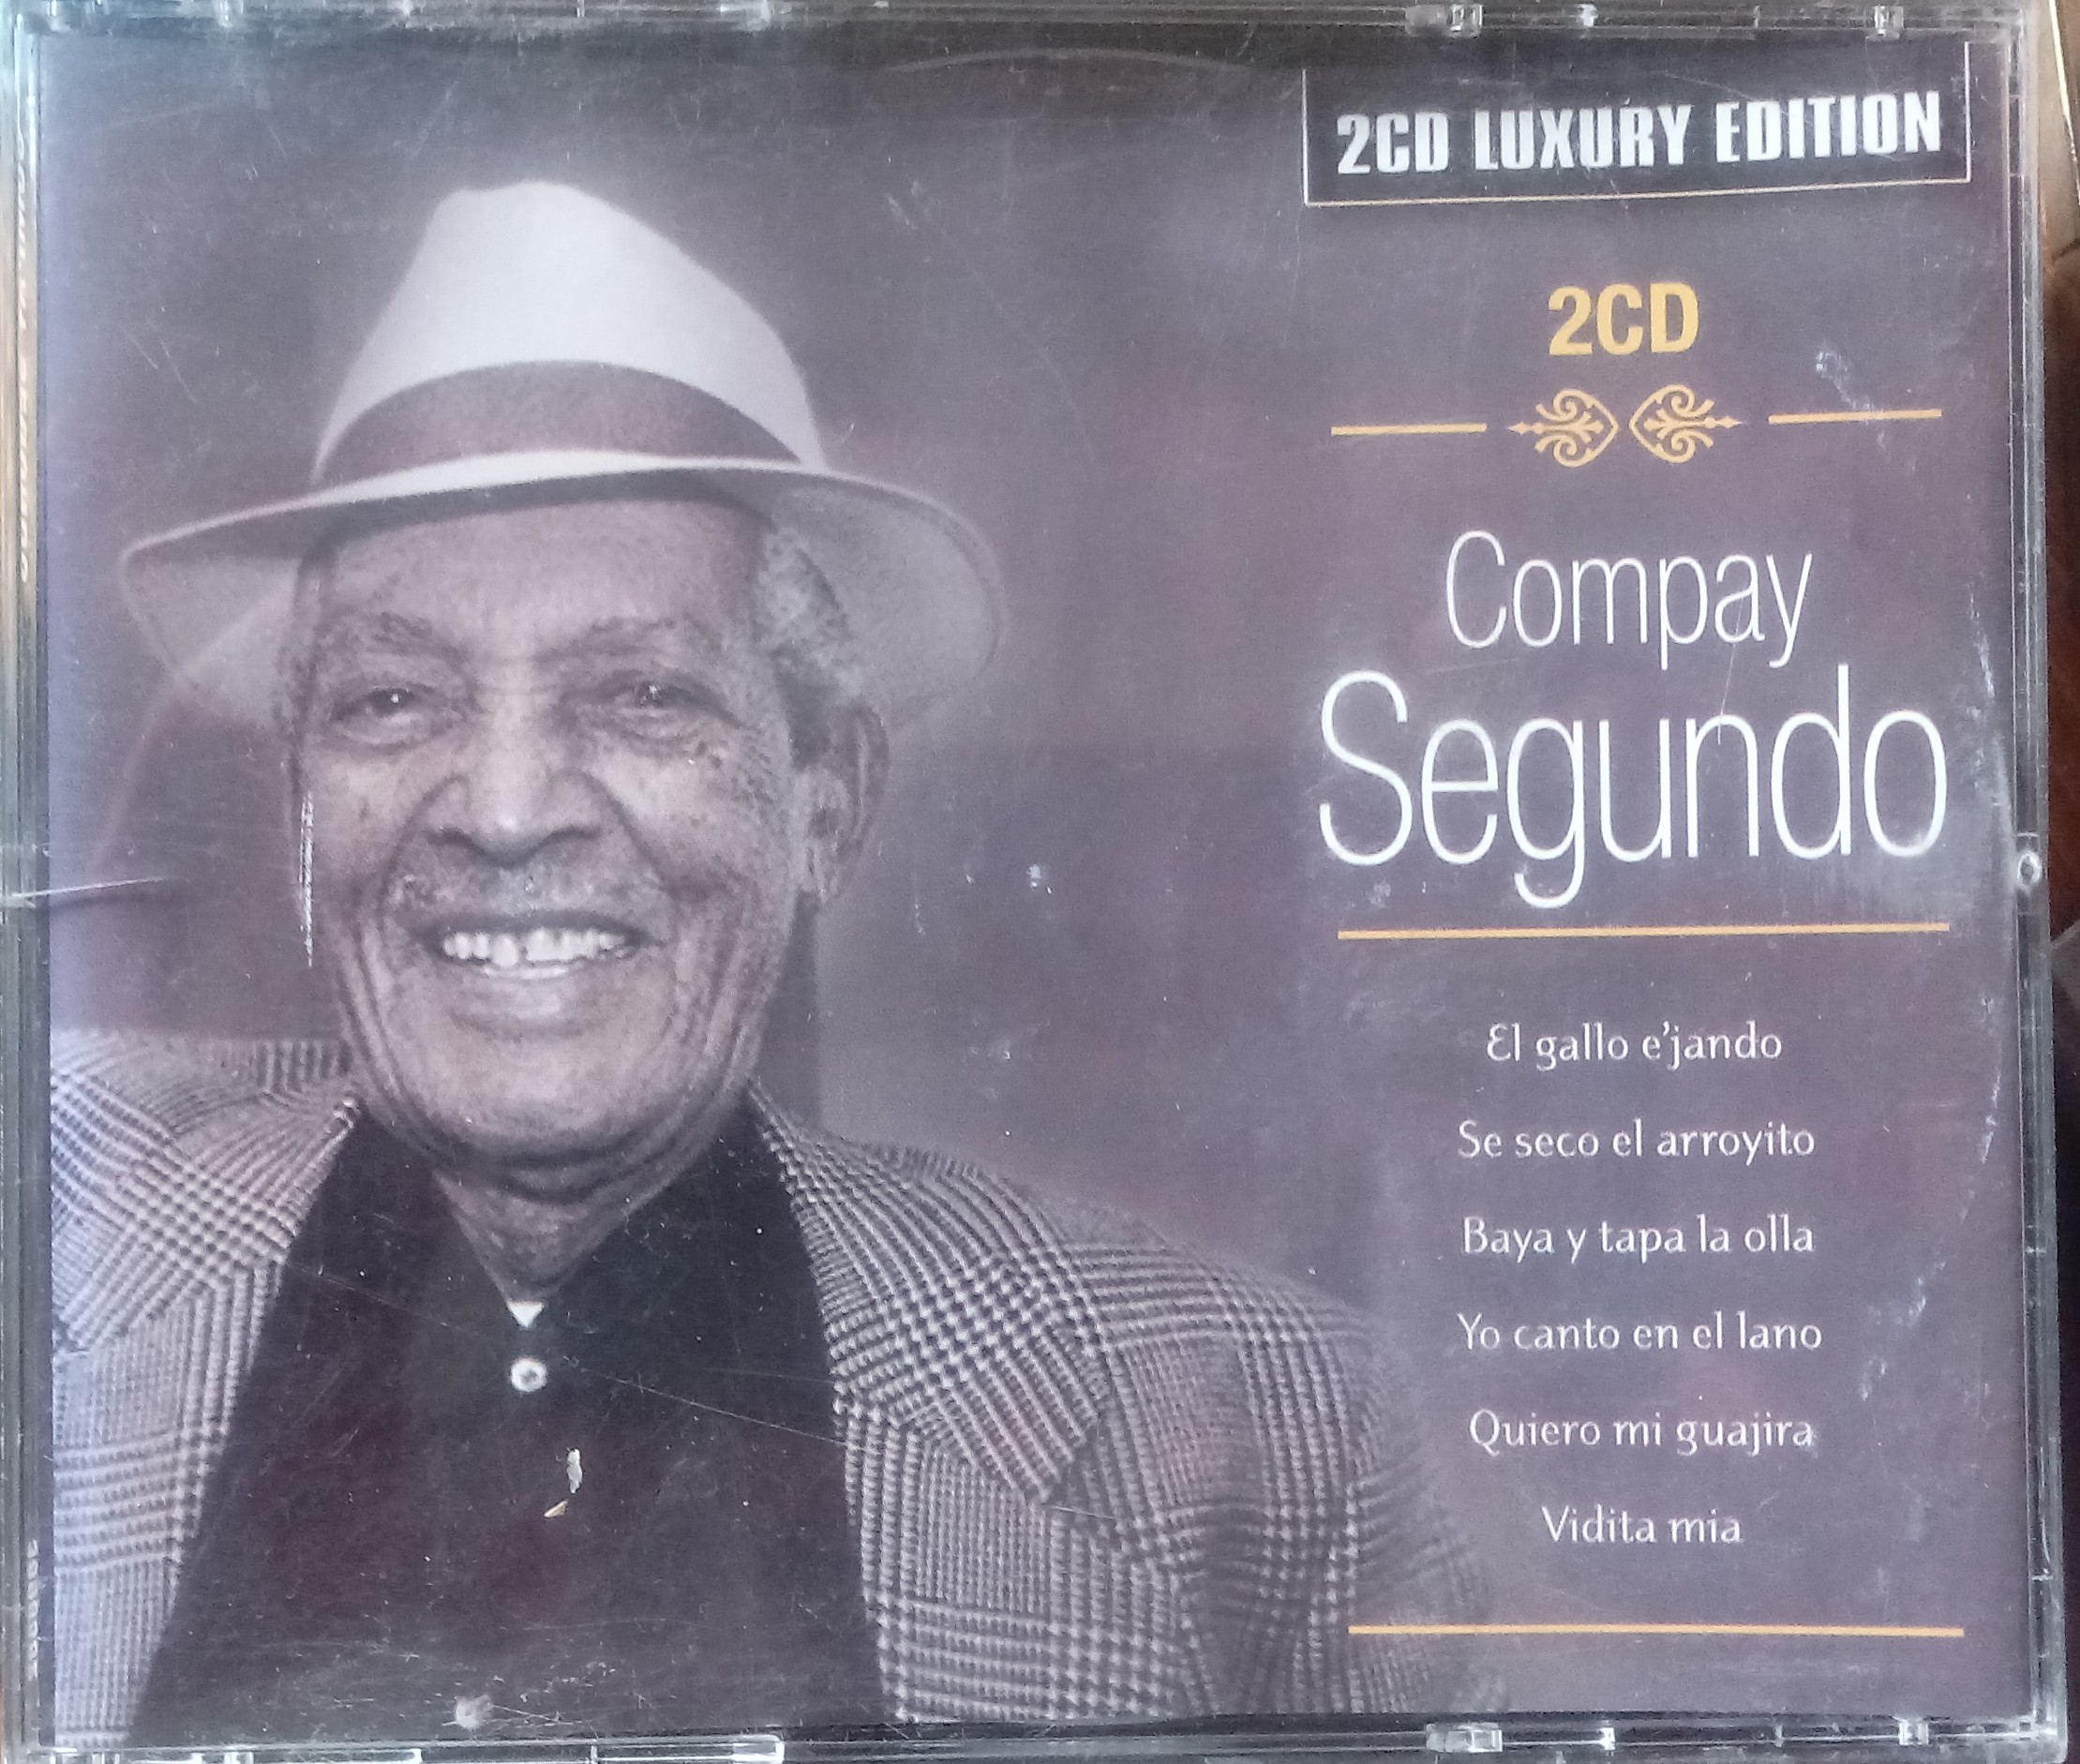 2CD LUXURY EDITION
2CD
Compay
Segundo
El gallo e'jando
Se seco el arroyito
Baya y tapa la olla
Yo canto en el lano
Quiero mi guajira
Vidita mia